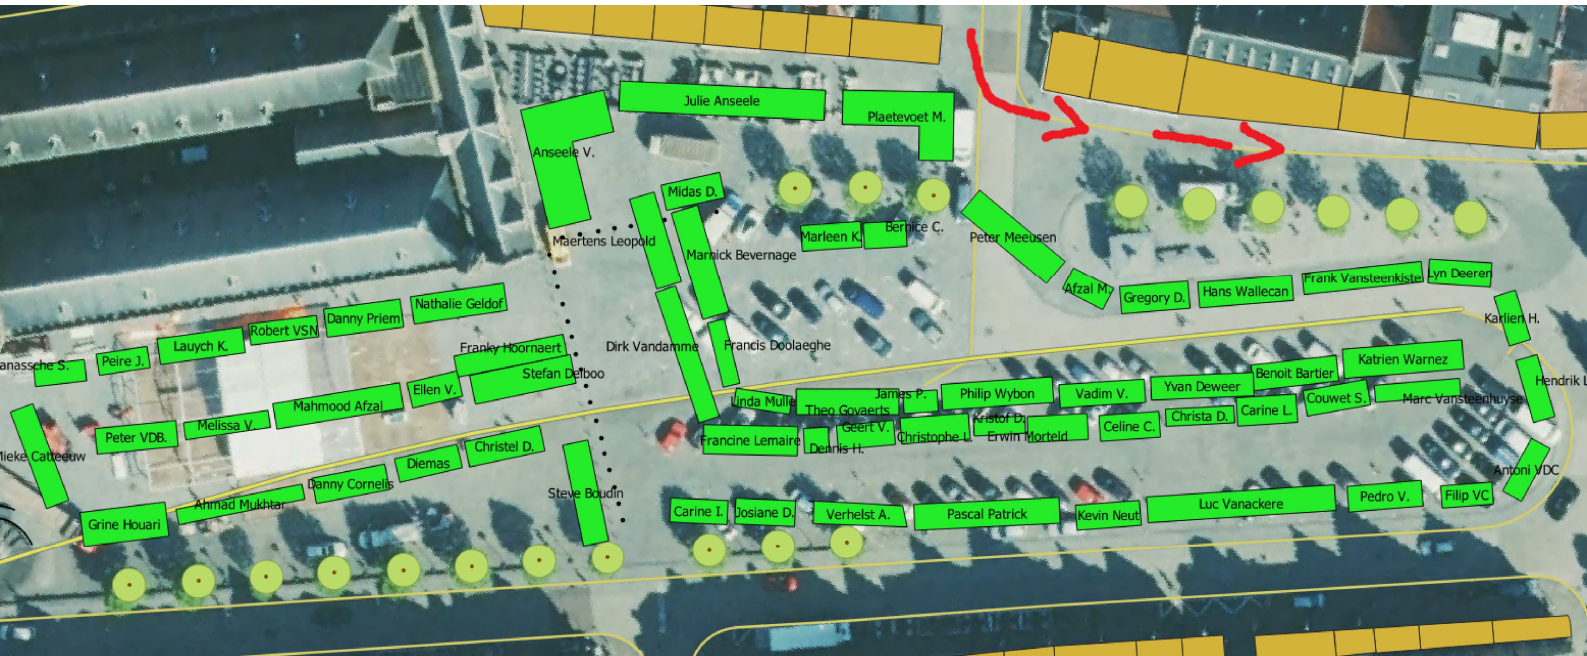 Julie Anseele
Plaetevoet M.
Anseele V.
Midas D.
Maertens Leopold
Marnick Bevernage
Marleen K.
Bernice C.
Peter Meeusen
Afzal M.
Gregory D.
Hans Wallecan
Frank Vansteenkiste
Lyn Deeren
Karlien H.
Nathalie Geldof
Danny Priem
Robert VSN
Lauych K.
Peire J.
anassche S.
Franky Hoornaert
Stefan Delboo
Dirk Vandamme
Francis Doolaeghe
Ellen V.
Mahmood Afzal
Melissa V.
Peter VDB.
Mieke Catteeuw
Linda Mulle
Theo Govaerts
James P.
Philip Wybon
Vadim V.
Yvan Deweer
Benoit Bartier
Katrien Warnez
Hendrik L
Francine Lemaire
Dennis H.
Geert V.
Christophe L.
Kristof D.
Erwin Morteld
Celine C.
Christa D.
Carine L.
Couwet S.
Marc Vansteenhuyse
Antoni VDC
Christel D.
Diemas
Danny Cornelis
Ahmad Mukhtar
Grine Houari
Steve Boudin
Carine I.
Josiane D.
Verhelst A.
Pascal Patrick
Kevin Neut
Luc Vanackere
Pedro V.
Filip VC